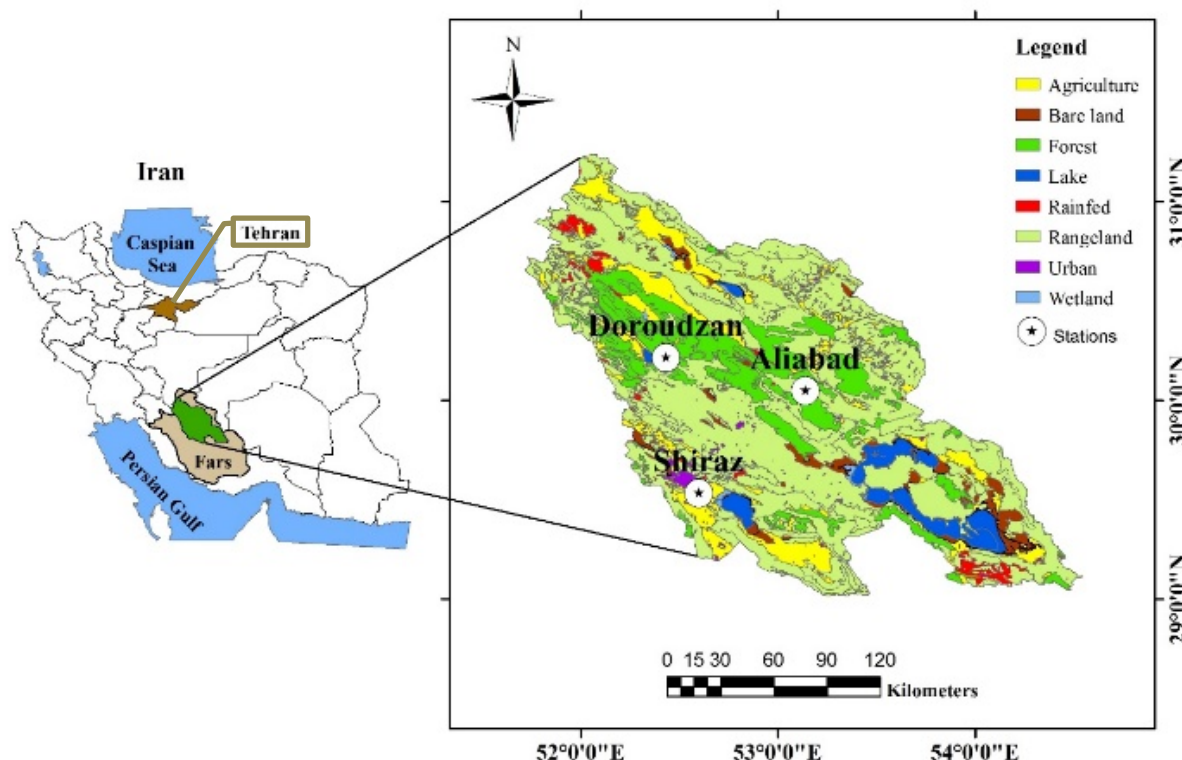 Iran
Caspian
Sea
Tehran
Fars
Persian Gulf
N
Legend
Agriculture
Bare land
Forest
Lake
Rainfed
Rangeland
Urban
Wetland
Stations
Doroudzan
Aliabad
Shiraz
31°0'0"N
30°0'0"N
29°0'0"N
0 15 30 60 90 120
Kilometers
52°0'0"E 53°0'0"E 54°0'0"E